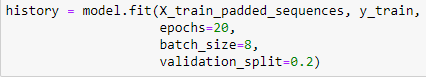 history = model.fit(X_train_padded_sequences, y_train,
epochs=20,
batch_size=8,
validation_split=0.2)